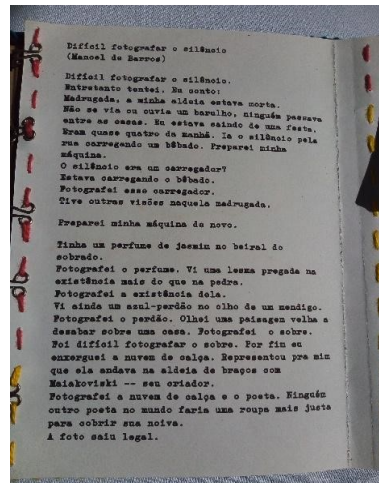 Difícil fotografar o silêncio
(Manoel de Barros)
Difícil fotografar o silêncio.
Entretanto tentei. Eu conto:
Madrugada, a minha aldeia estava morta.
Não se via ou ouvia um barulho, ninguém passava
entre as casas. Eu estava saindo de uma festa.
Eram quase quatro da manhã. Ia o silêncio pela
rua carregando um bêbado. Preparei minha
máquina.
O silêncio era um carregador?
Estava carregando o bêbado.
Fotografei esse carregador.
Tive outras visões naquela madrugada.
Preparei minha máquina de novo.
Tinha um perfume de jasmin no beiral do
sobrado.
Fotografei o perfume. Vi uma lesma pregada na
existência mais do que na pedra.
Fotografei a existência dela.
Vi ainda um azul-perdão no olho de um mendigo.
Fotografei o perdão. Olhei uma paisagem velha a
desabar sobre uma casa. Fotografei o sobre.
Foi difícil fotografar o sobre. Por fim eu
enxerguei a nuvem de calça. Representou pra mim
que ela andava na aldeia de braços com
Maiakoviski -- seu criador.
Fotografei a nuvem de calça e o poeta. Ninguém
outro poeta no mundo faria uma roupa mais justa
para cobrir sua noiva.
A foto saiu legal.